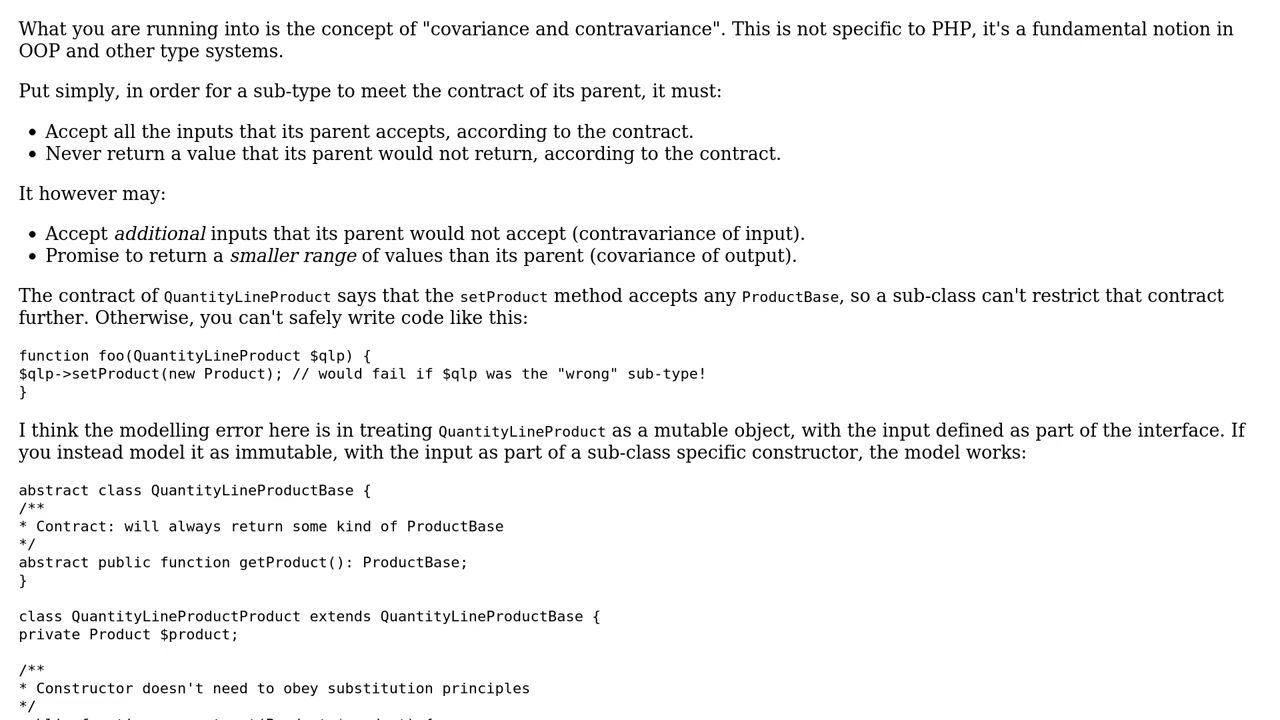 What you are running into is the concept of "covariance and contravariance". This is not specific to PHP, it's a fundamental notion in
OOP and other type systems.
Put simply, in order for a sub-type to meet the contract of its parent, it must:
• Accept all the inputs that its parent accepts, according to the contract.
• Never return a value that its parent would not return, according to the contract.
It however may:
• Accept additional inputs that its parent would not accept (contravariance of input).
• Promise to return a smaller range of values than its parent (covariance of output).
The contract of QuantityLineProduct says that the setProduct method accepts any ProductBase, so a sub-class can't restrict that contract
further. Otherwise, you can't safely write code like this:
function foo(QuantityLineProduct $qlp) {
$qlp->setProduct(new Product); // would fail if $qlp was the "wrong" sub-type!
}
I think the modelling error here is in treating QuantityLineProduct as a mutable object, with the input defined as part of the interface. If
you instead model it as immutable, with the input as part of a sub-class specific constructor, the model works:
abstract class QuantityLineProductBase {
/**
* Contract: will always return some kind of ProductBase
*/
abstract public function getProduct(): ProductBase;
}
class QuantityLineProductProduct extends QuantityLineProductBase {
private Product $product;
/**
* Constructor doesn't need to obey substitution principles
*/